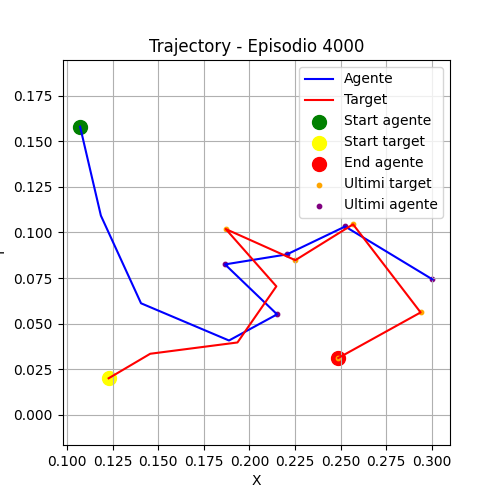 Trajectory - Episodio 4000
Agente
Target
Start agente
Start target
End agente
Ultimi target
Ultimi agente
0.175
0.150
0.125
0.100
0.075
0.050
0.025
0.000
0.100 0.125 0.150 0.175 0.200 0.225 0.250 0.275 0.300
X